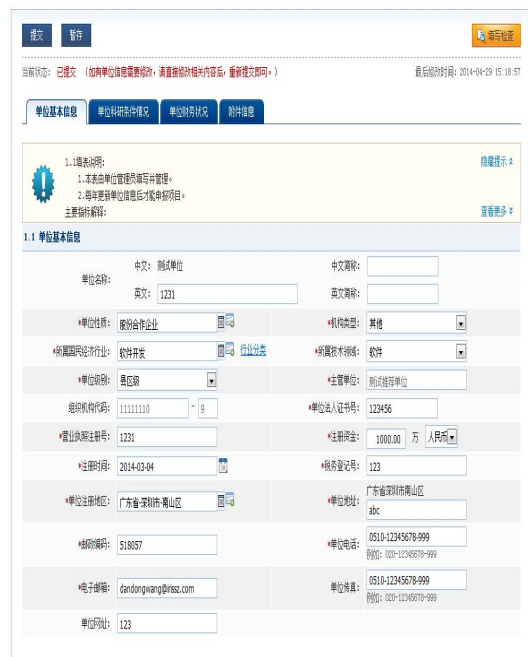 提交 暂存 填写检查
当前状态: 已提交 (如有单位信息需要修改,请直接修改相关内容后,重新提交即可。) 最后修改时间: 2014-04-29 15:18:57
单位基本信息 单位科研条件情况 单位财务状况 附件信息
1.1填表说明: 隐藏提示
1.本表由单位管理员填写并管理。
2.每年更新单位信息后才能申报项目。
主要指标解释: 查看更多
1.1 单位基本信息
单位名称: 中文: 测试单位 中文简称:
英文: 1231 英文简称:
*单位性质: 股份合作企业 *机构类型: 其他
*所属国民经济行业: 软件开发 行业分类 *所属技术领域: 软件
*单位级别: 县区级 *主管单位: 测试推荐单位
组织机构代码: 11111110 - 9 *单位法人证书号: 123456
*营业执照注册号: 1231 *注册资金: 1000.00 万 人民币
*注册时间: 2014-03-04 *税务登记号: 123
*单位注册地区: 广东省-深圳市-南山区 *单位地址: 广东省深圳市南山区
abc
*邮政编码: 518057 *单位电话: 0510-12345678-999
例如: 020-12345678-999
*电子邮箱: dandongwang@irissz.com 单位传真: 0510-12345678-999
例如: 020-12345678-999
单位网址: 123